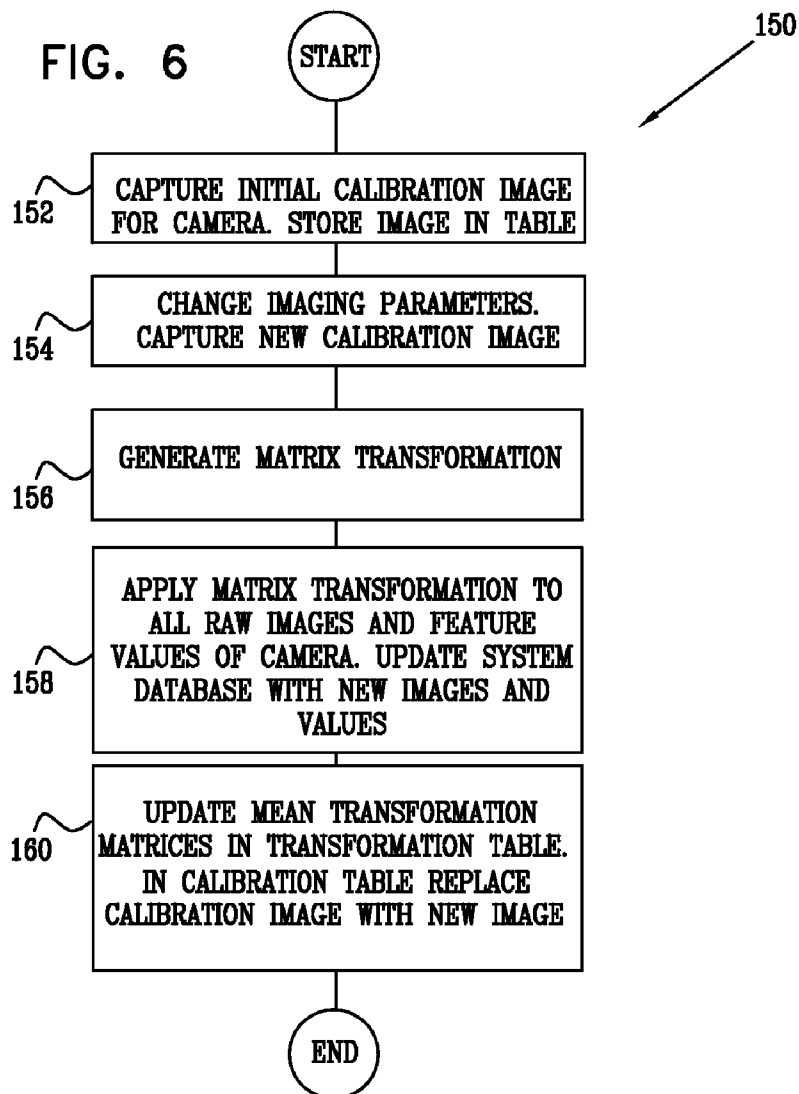 FIG. 6
START
150
152
CAPTURE INITIAL CALIBRATION IMAGE
FOR CAMERA. STORE IMAGE IN TABLE
154
CHANGE IMAGING PARAMETERS.
CAPTURE NEW CALIBRATION IMAGE
156
GENERATE MATRIX TRANSFORMATION
158
APPLY MATRIX TRANSFORMATION TO
ALL RAW IMAGES AND FEATURE
VALUES OF CAMERA. UPDATE SYSTEM
DATABASE WITH NEW IMAGES AND
VALUES
160
UPDATE MEAN TRANSFORMATION
MATRICES IN TRANSFORMATION TABLE.
IN CALIBRATION TABLE REPLACE
CALIBRATION IMAGE WITH NEW IMAGE
END